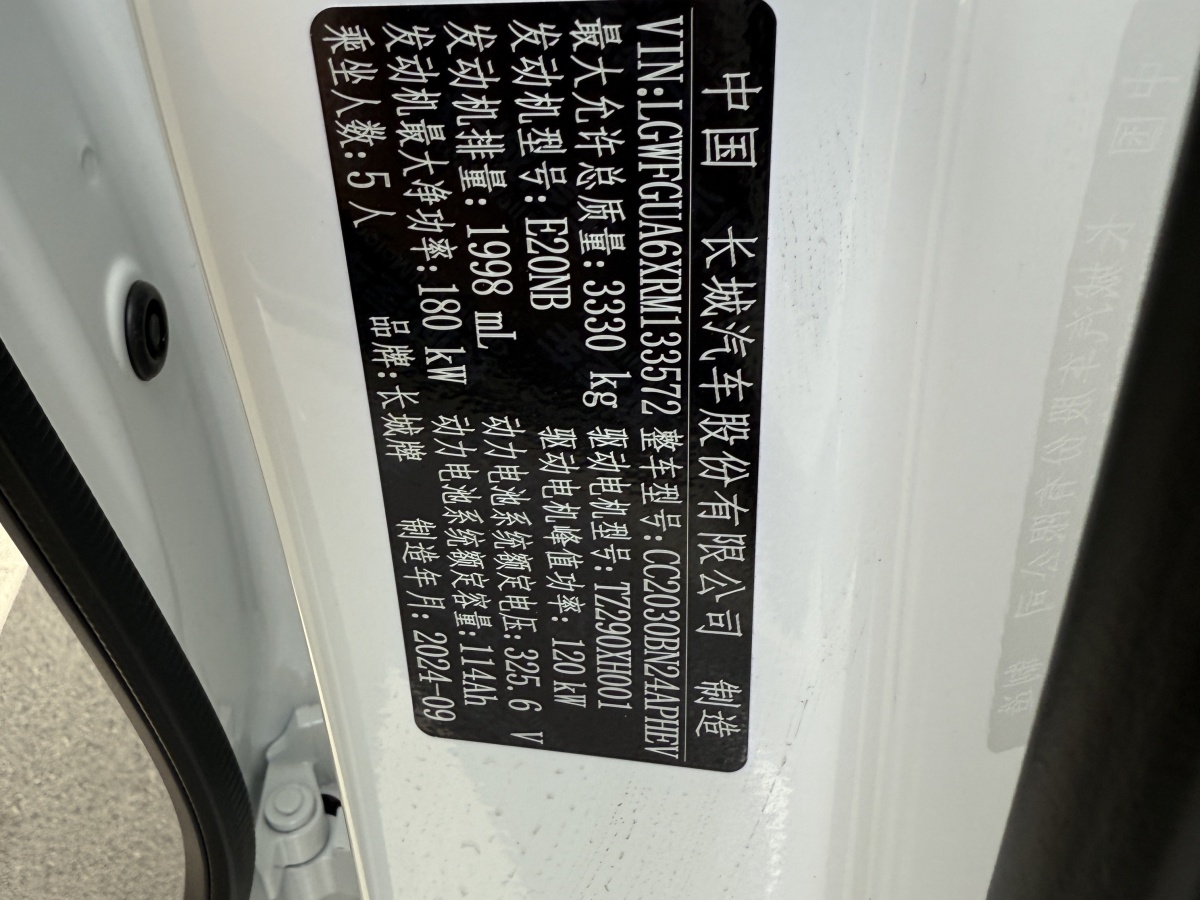 中国 长城汽车股份有限公司 制造
VIN:LGWFGUA6XRM133572 整车型号:CC2030BN24APHEV
最大允许总质量:3330 kg 驱动电机型号:TZ290XH001
发动机型号:E20NB 驱动电机峰值功率:120kW
发动机排量:1998 mL 动力电池系统额定电压:325.6 V
发动机最大净功率:180 kW 动力电池系统额定容量:114Ah
乘坐人数:5人 品牌:长城牌 制造年月:2024-09